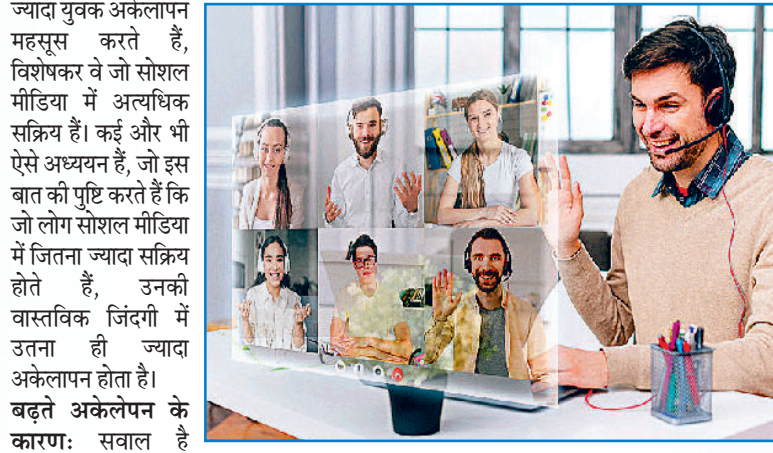 ज्यादा युवक अकेलापन
महसूस करते हैं,
विशेषकर वे जो सोशल
मीडिया में अत्यधिक
सक्रिय हैं। कई और भी
ऐसे अध्ययन हैं, जो इस
बात की पुष्टि करते हैं कि
जो लोग सोशल मीडिया
में जितना ज्यादा सक्रिय
होते हैं, उनकी
वास्तविक जिंदगी में
उतना ही ज्यादा
अकेलापन होता है।
बढ़ते अकेलेपन के
कारण: सवाल है